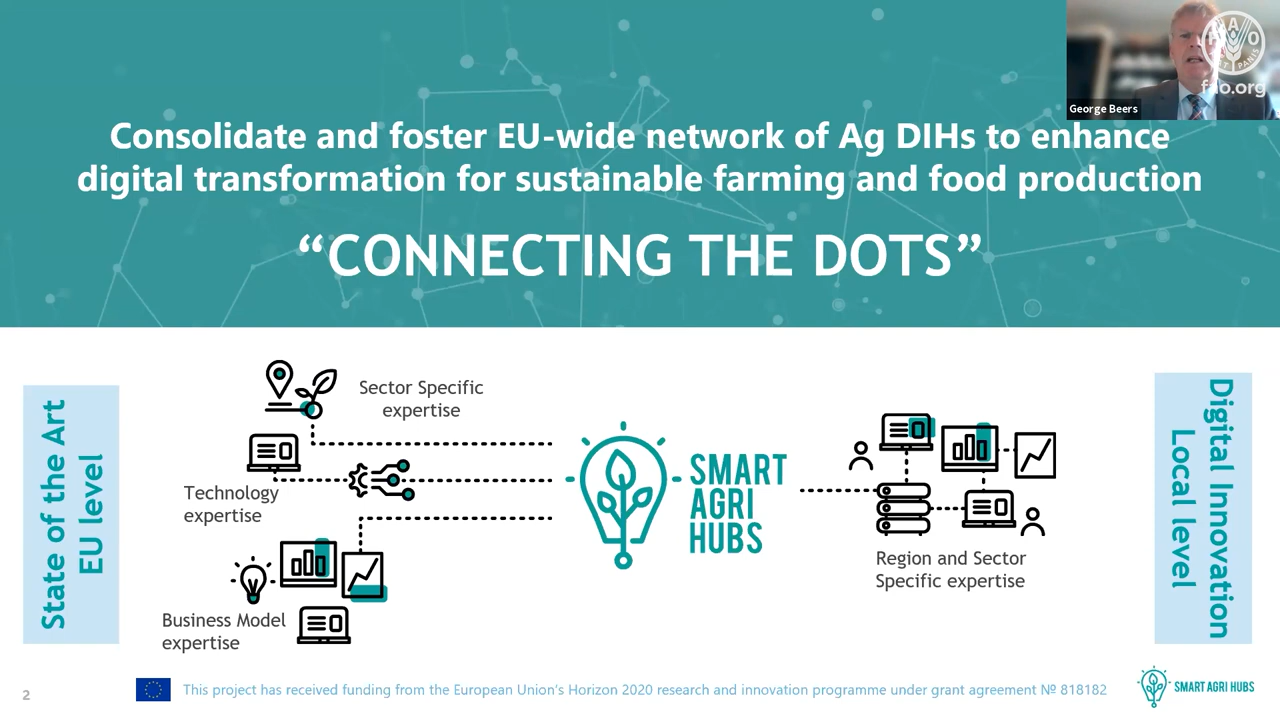 fao.org
George Beers
Consolidate and foster EU-wide network of Ag DIHs to enhance
digital transformation for sustainable farming and food production
“CONNECTING THE DOTS”
State of the Art
EU level
Sector Specific
expertise
Technology
expertise
Business Model
expertise
SMART
AGRI
HUBS
Region and Sector
Specific expertise
Digital Innovation
Local level
2
This project has received funding from the European Union's Horizon 2020 research and innovation programme under grant agreement № 818182
SMART AGRI HUBS